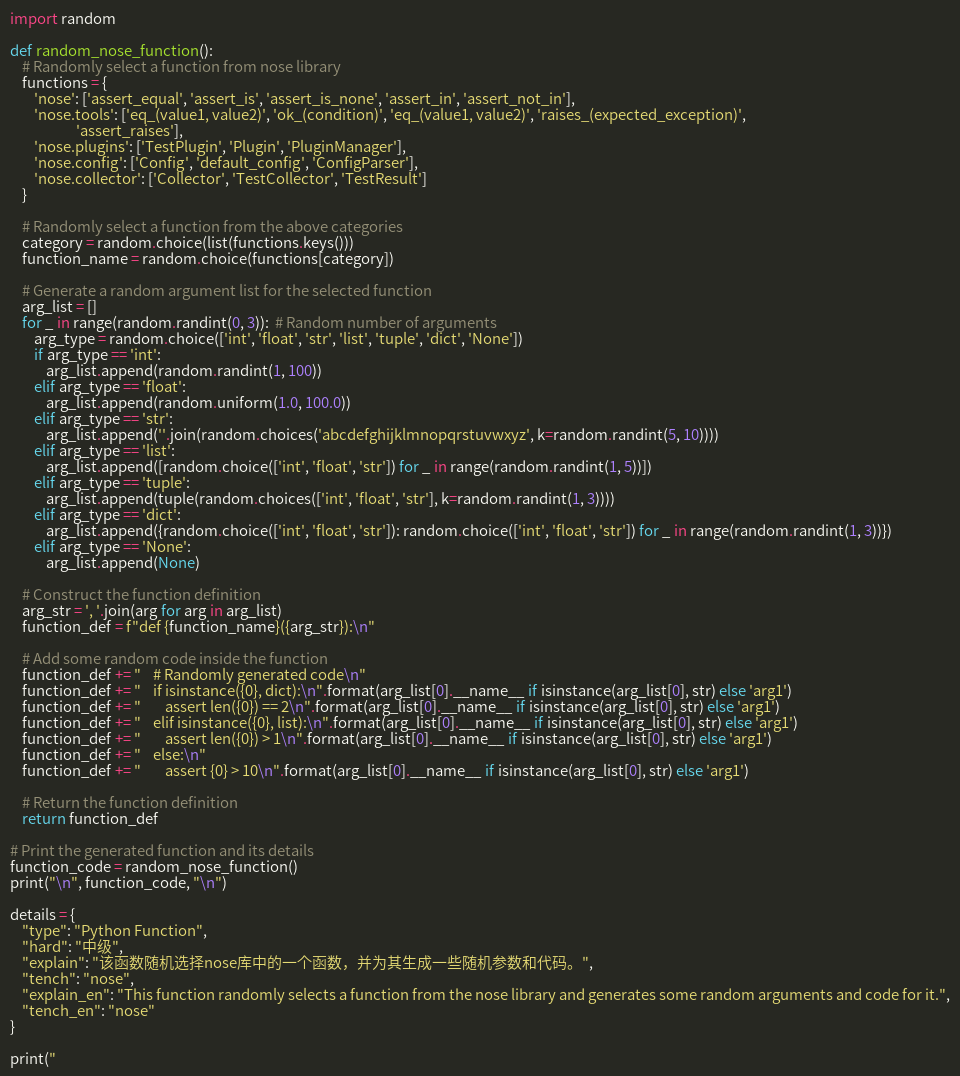 import random

def random_nose_function():
    # Randomly select a function from nose library
    functions = {
        'nose': ['assert_equal', 'assert_is', 'assert_is_none', 'assert_in', 'assert_not_in'],
        'nose.tools': ['eq_(value1, value2)', 'ok_(condition)', 'eq_(value1, value2)', 'raises_(expected_exception)',
                       'assert_raises'],
        'nose.plugins': ['TestPlugin', 'Plugin', 'PluginManager'],
        'nose.config': ['Config', 'default_config', 'ConfigParser'],
        'nose.collector': ['Collector', 'TestCollector', 'TestResult']
    }

    # Randomly select a function from the above categories
    category = random.choice(list(functions.keys()))
    function_name = random.choice(functions[category])

    # Generate a random argument list for the selected function
    arg_list = []
    for _ in range(random.randint(0, 3)):  # Random number of arguments
        arg_type = random.choice(['int', 'float', 'str', 'list', 'tuple', 'dict', 'None'])
        if arg_type == 'int':
            arg_list.append(random.randint(1, 100))
        elif arg_type == 'float':
            arg_list.append(random.uniform(1.0, 100.0))
        elif arg_type == 'str':
            arg_list.append(''.join(random.choices('abcdefghijklmnopqrstuvwxyz', k=random.randint(5, 10))))
        elif arg_type == 'list':
            arg_list.append([random.choice(['int', 'float', 'str']) for _ in range(random.randint(1, 5))])
        elif arg_type == 'tuple':
            arg_list.append(tuple(random.choices(['int', 'float', 'str'], k=random.randint(1, 3))))
        elif arg_type == 'dict':
            arg_list.append({random.choice(['int', 'float', 'str']): random.choice(['int', 'float', 'str']) for _ in range(random.randint(1, 3))})
        elif arg_type == 'None':
            arg_list.append(None)

    # Construct the function definition
    arg_str = ', '.join(arg for arg in arg_list)
    function_def = f"def {function_name}({arg_str}):\n"

    # Add some random code inside the function
    function_def += "    # Randomly generated code\n"
    function_def += "    if isinstance({0}, dict):\n".format(arg_list[0].__name__ if isinstance(arg_list[0], str) else 'arg1')
    function_def += "        assert len({0}) == 2\n".format(arg_list[0].__name__ if isinstance(arg_list[0], str) else 'arg1')
    function_def += "    elif isinstance({0}, list):\n".format(arg_list[0].__name__ if isinstance(arg_list[0], str) else 'arg1')
    function_def += "        assert len({0}) > 1\n".format(arg_list[0].__name__ if isinstance(arg_list[0], str) else 'arg1')
    function_def += "    else:\n"
    function_def += "        assert {0} > 10\n".format(arg_list[0].__name__ if isinstance(arg_list[0], str) else 'arg1')

    # Return the function definition
    return function_def

# Print the generated function and its details
function_code = random_nose_function()
print("\n", function_code, "\n")

details = {
    "type": "Python Function",
    "hard": "中级",
    "explain": "该函数随机选择nose库中的一个函数，并为其生成一些随机参数和代码。",
    "tench": "nose",
    "explain_en": "This function randomly selects a function from the nose library and generates some random arguments and code for it.",
    "tench_en": "nose"
}

print("